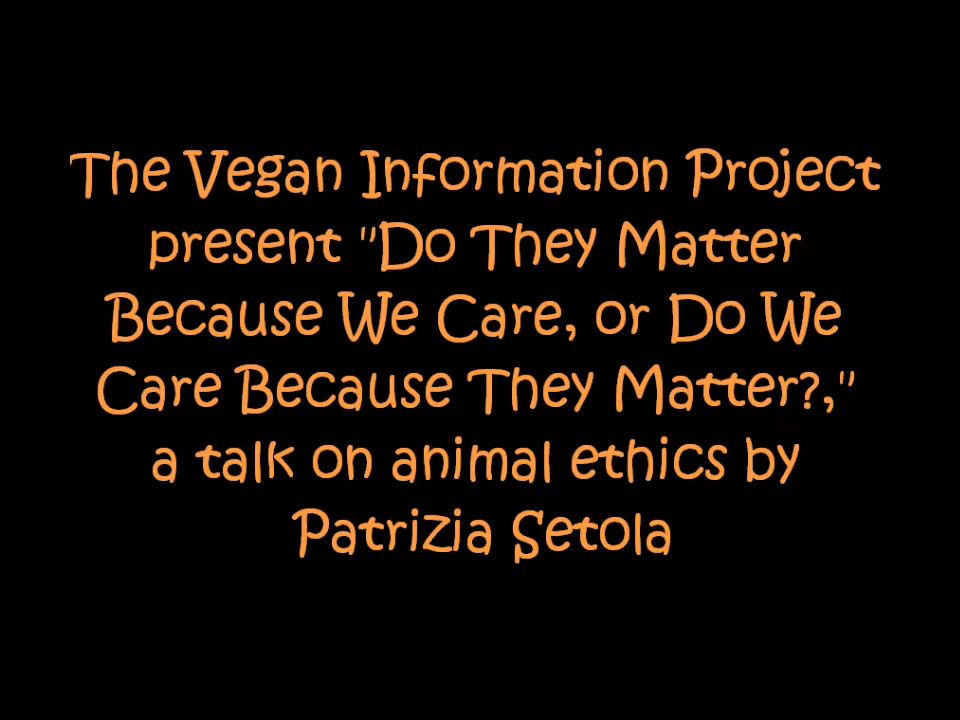 The Vegan Information Project
present "Do They Matter
Because We Care, or Do We
Care Because They Matter?,"
a talk on animal ethics by
Patrizia Setola